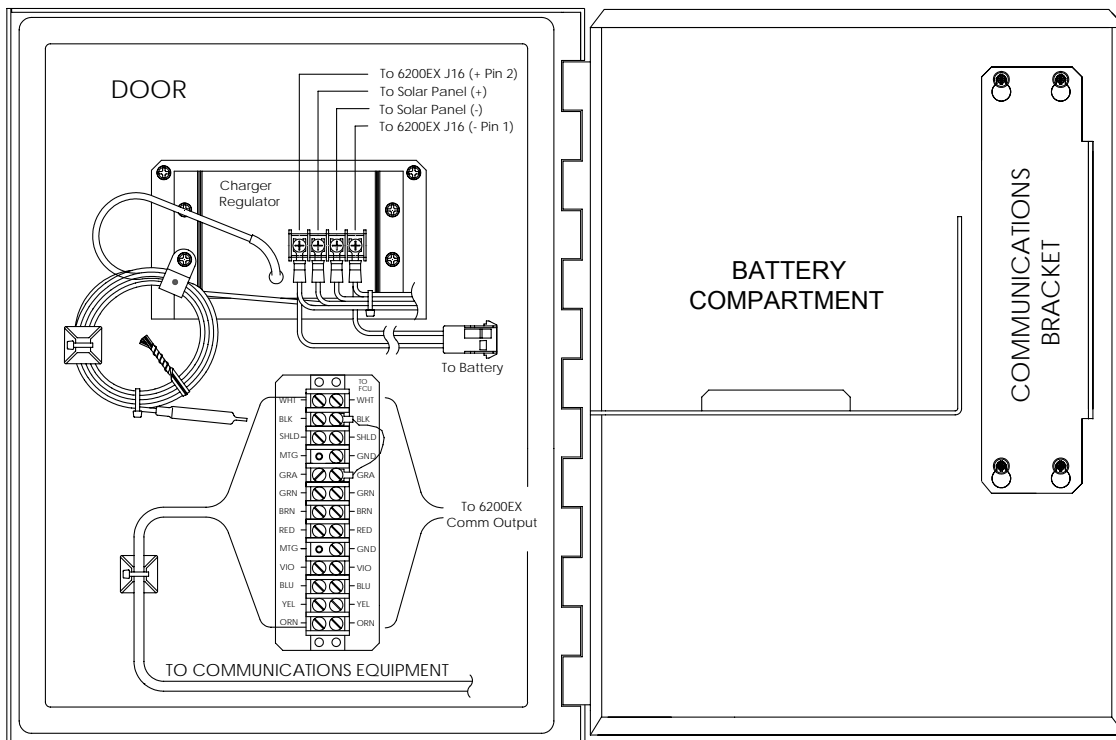 DOOR
To 6200EX J16 (+ Pin 2)
To Solar Panel (+)
To Solar Panel (-)
To 6200EX J16 (- Pin 1)
Charger
Regulator
To Battery
TO
FCU
WHT WHT
BLK BLK
SHLD SHLD
MTG GND
GRA GRA
GRN GRN
BRN BRN
RED RED
MTG GND
VIO VIO
BLU BLU
YEL YEL
ORN ORN
To 6200EX
Comm Output
TO COMMUNICATIONS EQUIPMENT
BATTERY
COMPARTMENT
COMMUNICATIONS
BRACKET